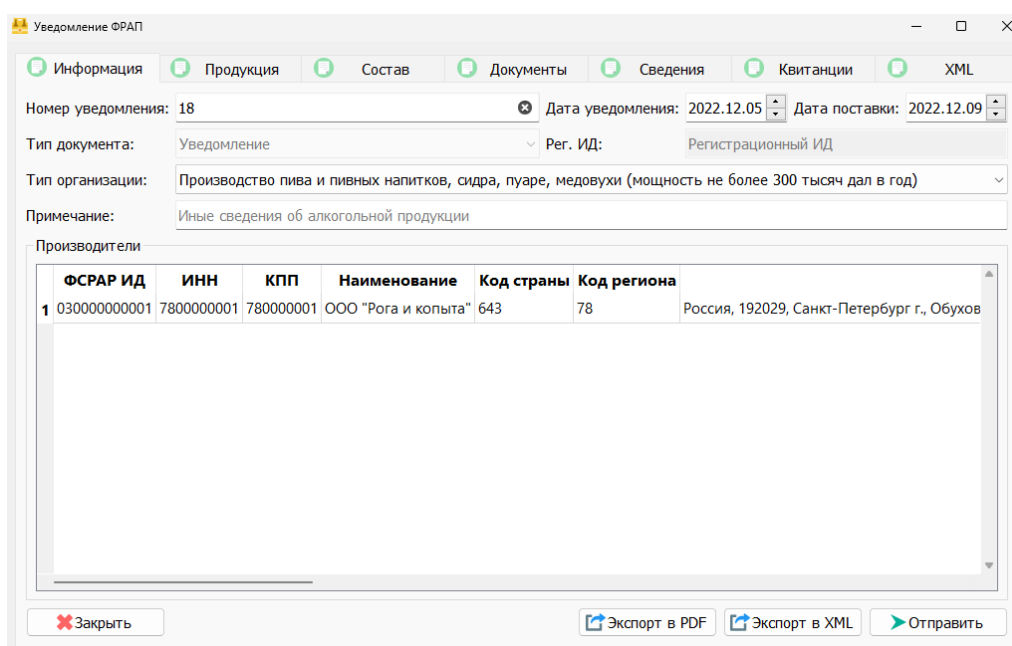 Уведомление ФРАП
Информация Продукция Состав Документы Сведения Квитанции XML
Номер уведомления: 18 Дата уведомления: 2022.12.05 Дата поставки: 2022.12.09
Тип документа: Уведомление Рег. ИД: Регистрационный ИД
Тип организации: Производство пива и пивных напитков, сидра, пуаре, медовухи (мощность не более 300 тысяч дал в год)
Примечание: Иные сведения об алкогольной продукции
Производители
ФСРАР ИД ИНН КПП Наименование Код страны Код региона
1 030000000001 7800000001 780000001 ООО "Рога и копыта" 643 78 Россия, 192029, Санкт-Петербург г., Обухов
Закрыть Экспорт в PDF Экспорт в XML Отправить